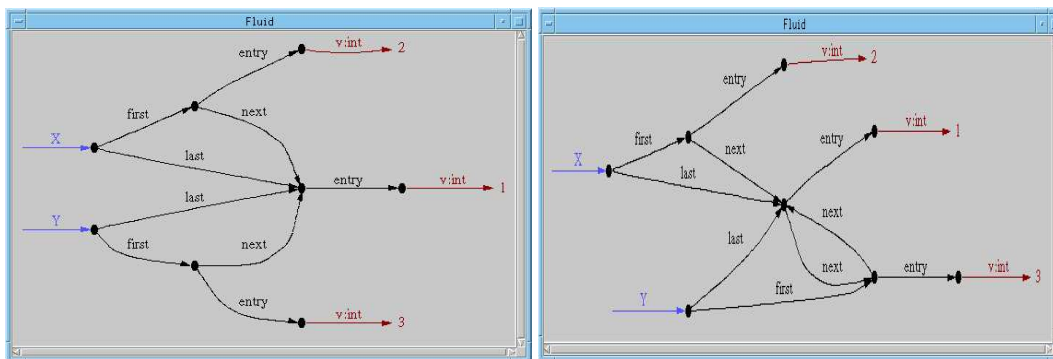 Fluid
entry
v:int
2
first
next
X
last
entry
v:int
1
last
Y
first
next
entry
v:int
3
Fluid
v:int
2
entry
v:int
1
first
next
entry
X
last
next
last
next
entry
v:int
3
first
Y